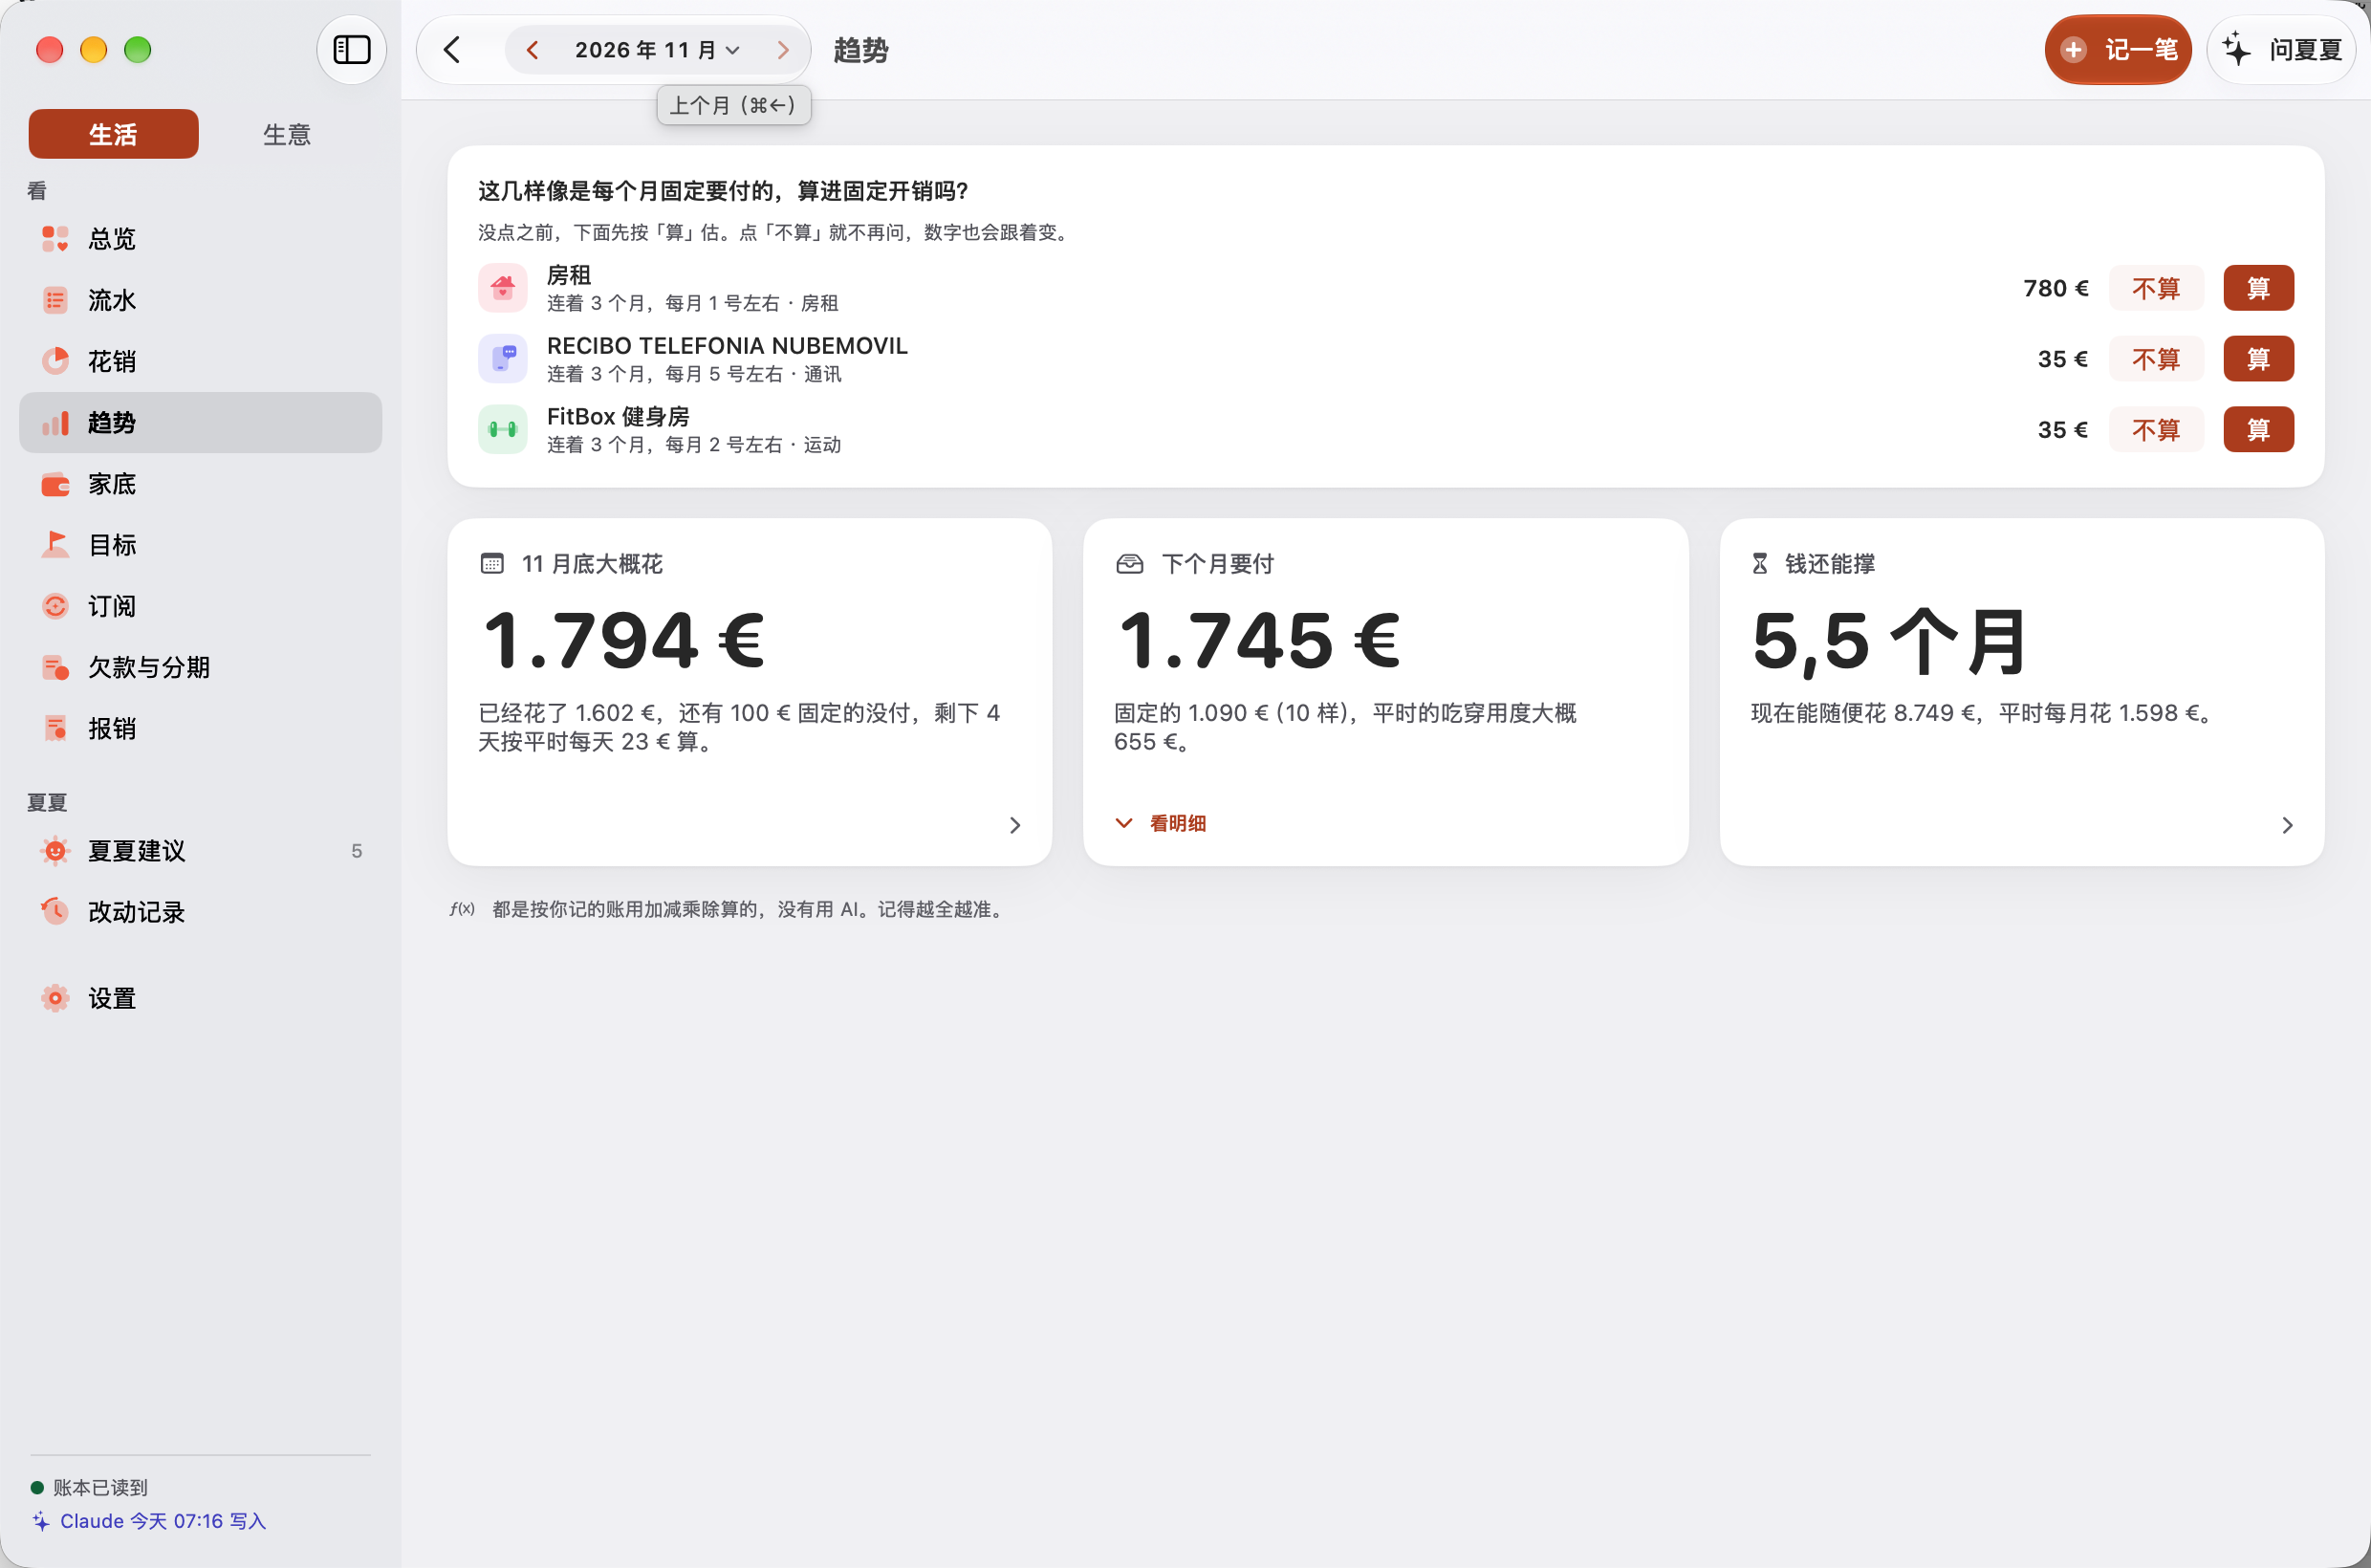 2026 年 11 月
趋势
记一笔
问夏夏
上个月 (⌘←)
生活
生意
看
总览
流水
花销
趋势
家底
目标
订阅
欠款与分期
报销
夏夏
夏夏建议
5
改动记录
设置
账本已读到
Claude 今天 07:16 写入
这几样像是每个月固定要付的，算进固定开销吗?
没点之前，下面先按「算」估。点「不算」就不再问，数字也会跟着变。
房租
连着 3 个月，每月 1 号左右 · 房租
780 €
不算
算
RECIBO TELEFONIA NUBEMOVIL
连着 3 个月，每月 5 号左右 · 通讯
35 €
不算
算
FitBox 健身房
连着 3 个月，每月 2 号左右 · 运动
35 €
不算
算
11 月底大概花
1.794 €
已经花了 1.602 €，还有 100 € 固定的没付，剩下 4
天按平时每天 23 € 算。
下个月要付
1.745 €
固定的 1.090 € (10 样)，平时的吃穿用度大概
655 €。
看明细
钱还能撑
5,5 个月
现在能随便花 8.749 €，平时每月花 1.598 €。
f(x) 都是按你记的账用加减乘除算的，没有用 AI。记得越全越准。